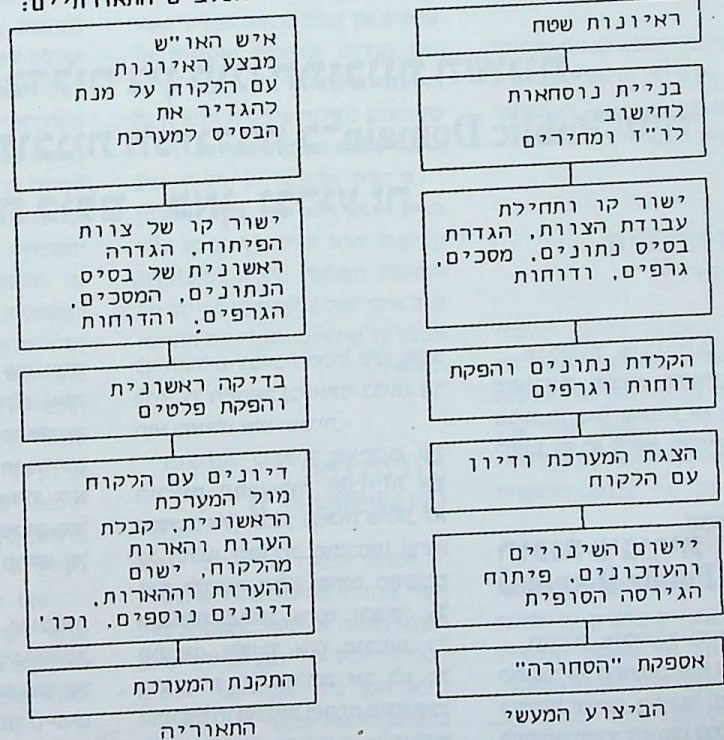 התאורתיים:
ראיונות שטח
בניית נוסחאות
לחישוב
לו"ז ומחירים
ישור קו ותחילת
עבודת הצוות. הגדרת
בסיס נתונים, מסכים,
גרפים, ודוחות
הקלדת נתונים והפקת
דוחות וגרפים
הצגת המערכת ודיון
עם הלקוח
יישום השינויים
והעדכונים. פיתוח
הגירסה הסופית
אספקת "הסחורה"
הביצוע המעשי
איש האו"ש
מבצע ראיונות
עם הלקוח על מנת
להגדיר את
הבסיס למערכת
ישור קו של צוות
הפיתוח. הגדרה
ראשונית של בסיס
הנתונים, המסכים,
הגרפים, והדוחות
בדיקה ראשונית
והפקת פלטים
דיונים עם הלקוח
מול המערכת
הראשונית. קבלת
הערות והארות
מהלקוח, ישום
ההערות וההארות,
דיונים נוספים, וכו'
התקנת המערכת
התאוריה